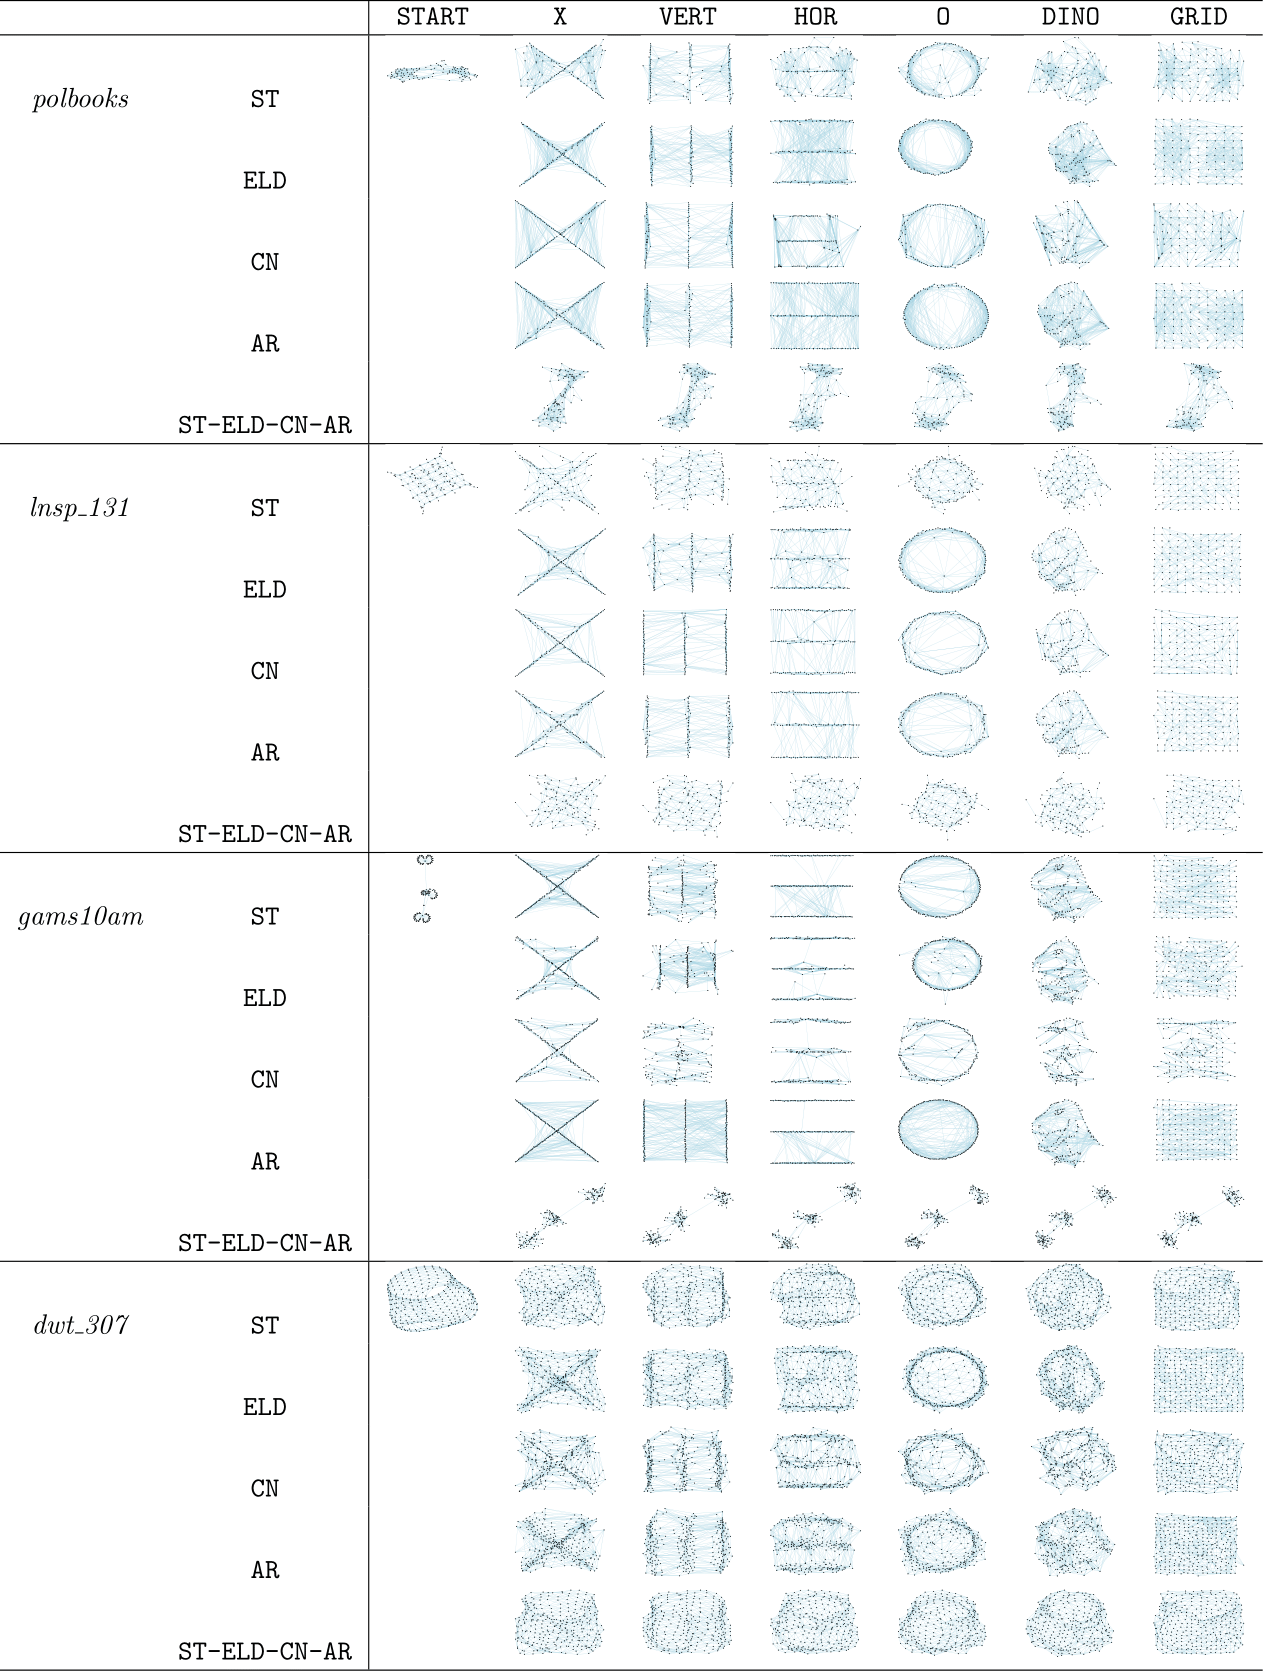 START X VERT HOR O DINO GRID
polbooks ST
ELD
CN
AR
ST-ELD-CN-AR
lnsp_131 ST
ELD
CN
AR
ST-ELD-CN-AR
gams10am ST
ELD
CN
AR
ST-ELD-CN-AR
dwt_307 ST
ELD
CN
AR
ST-ELD-CN-AR